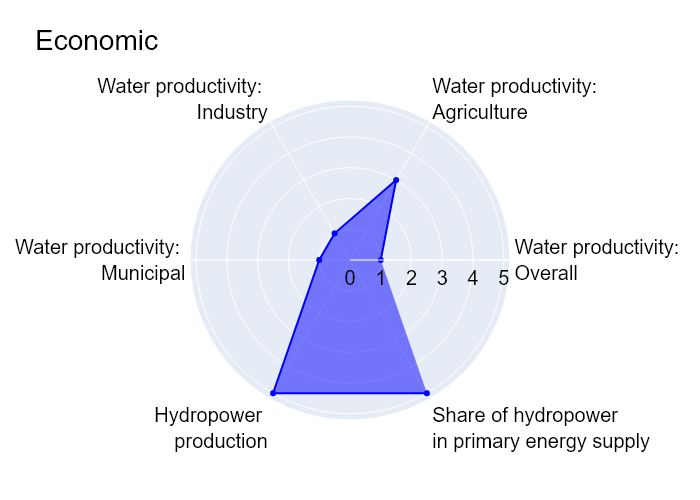 Economic
Water productivity:
Industry
Water productivity:
Agriculture
Water productivity:
Municipal
Water productivity:
Overall
0 1 2 3 4 5
Hydropower
production
Share of hydropower
in primary energy supply